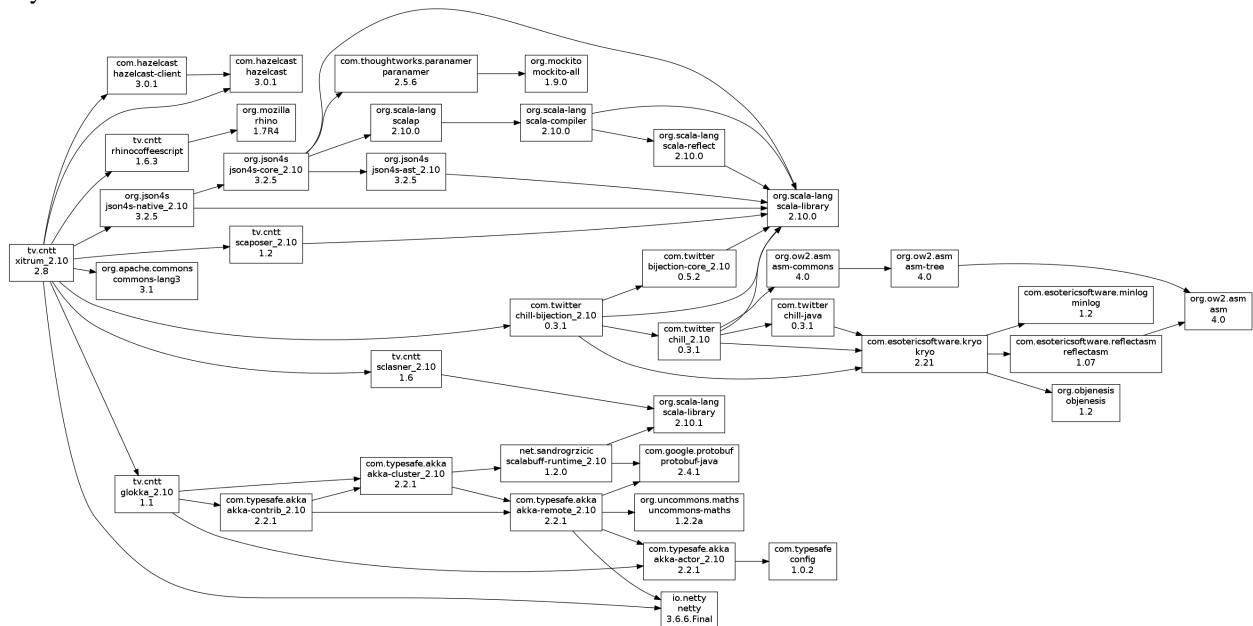 com.hazelcast
hazelcast-client
3.0.1
com.hazelcast
hazelcast
3.0.1
com.thoughtworks.paranamer
paranamer
2.5.6
org.mockito
mockito-all
1.9.0
org.mozilla
rhino
1.7R4
org.scala-lang
scalap
2.10.0
org.scala-lang
scala-compiler
2.10.0
tv.cntt
rhinocoffeescript
1.6.3
org.scala-lang
scala-reflect
2.10.0
org.json4s
json4s-core_2.10
3.2.5
org.json4s
json4s-ast_2.10
3.2.5
org.json4s
json4s-native_2.10
3.2.5
org.scala-lang
scala-library
2.10.0
tv.cntt
scaposer_2.10
1.2
tv.cntt
xitrum_2.10
2.8
org.apache.commons
commons-lang3
3.1
com.twitter
bijection-core_2.10
0.5.2
org.ow2.asm
asm-commons
4.0
org.ow2.asm
asm-tree
4.0
com.esotericsoftware.minlog
minlog
1.2
org.ow2.asm
asm
4.0
com.twitter
chill-bijection_2.10
0.3.1
com.twitter
chill-java
0.3.1
com.twitter
chill_2.10
0.3.1
com.esotericsoftware.kryo
kryo
2.21
com.esotericsoftware.reflectasm
reflectasm
1.07
tv.cntt
sclasner_2.10
1.6
org.objenesis
objenesis
1.2
org.scala-lang
scala-library
2.10.1
net.sandrogrzicic
scalabuff-runtime_2.10
1.2.0
com.google.protobuf
protobuf-java
2.4.1
com.typesafe.akka
akka-cluster_2.10
2.2.1
tv.cntt
glokka_2.10
1.1
com.typesafe.akka
akka-contrib_2.10
2.2.1
com.typesafe.akka
akka-remote_2.10
2.2.1
org.uncommons.maths
uncommons-maths
1.2.2a
com.typesafe.akka
akka-actor_2.10
2.2.1
com.typesafe
config
1.0.2
io.netty
netty
3.6.6.Final